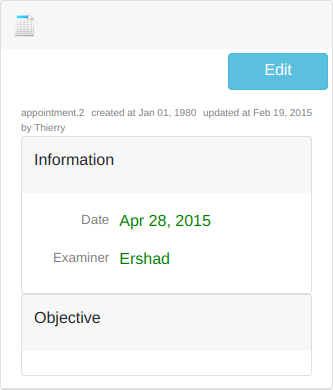 Edit
appointment.2 created at Jan 01, 1980 updated at Feb 19, 2015
by Thierry
Information
Date Apr 28, 2015
Examiner Ershad
Objective